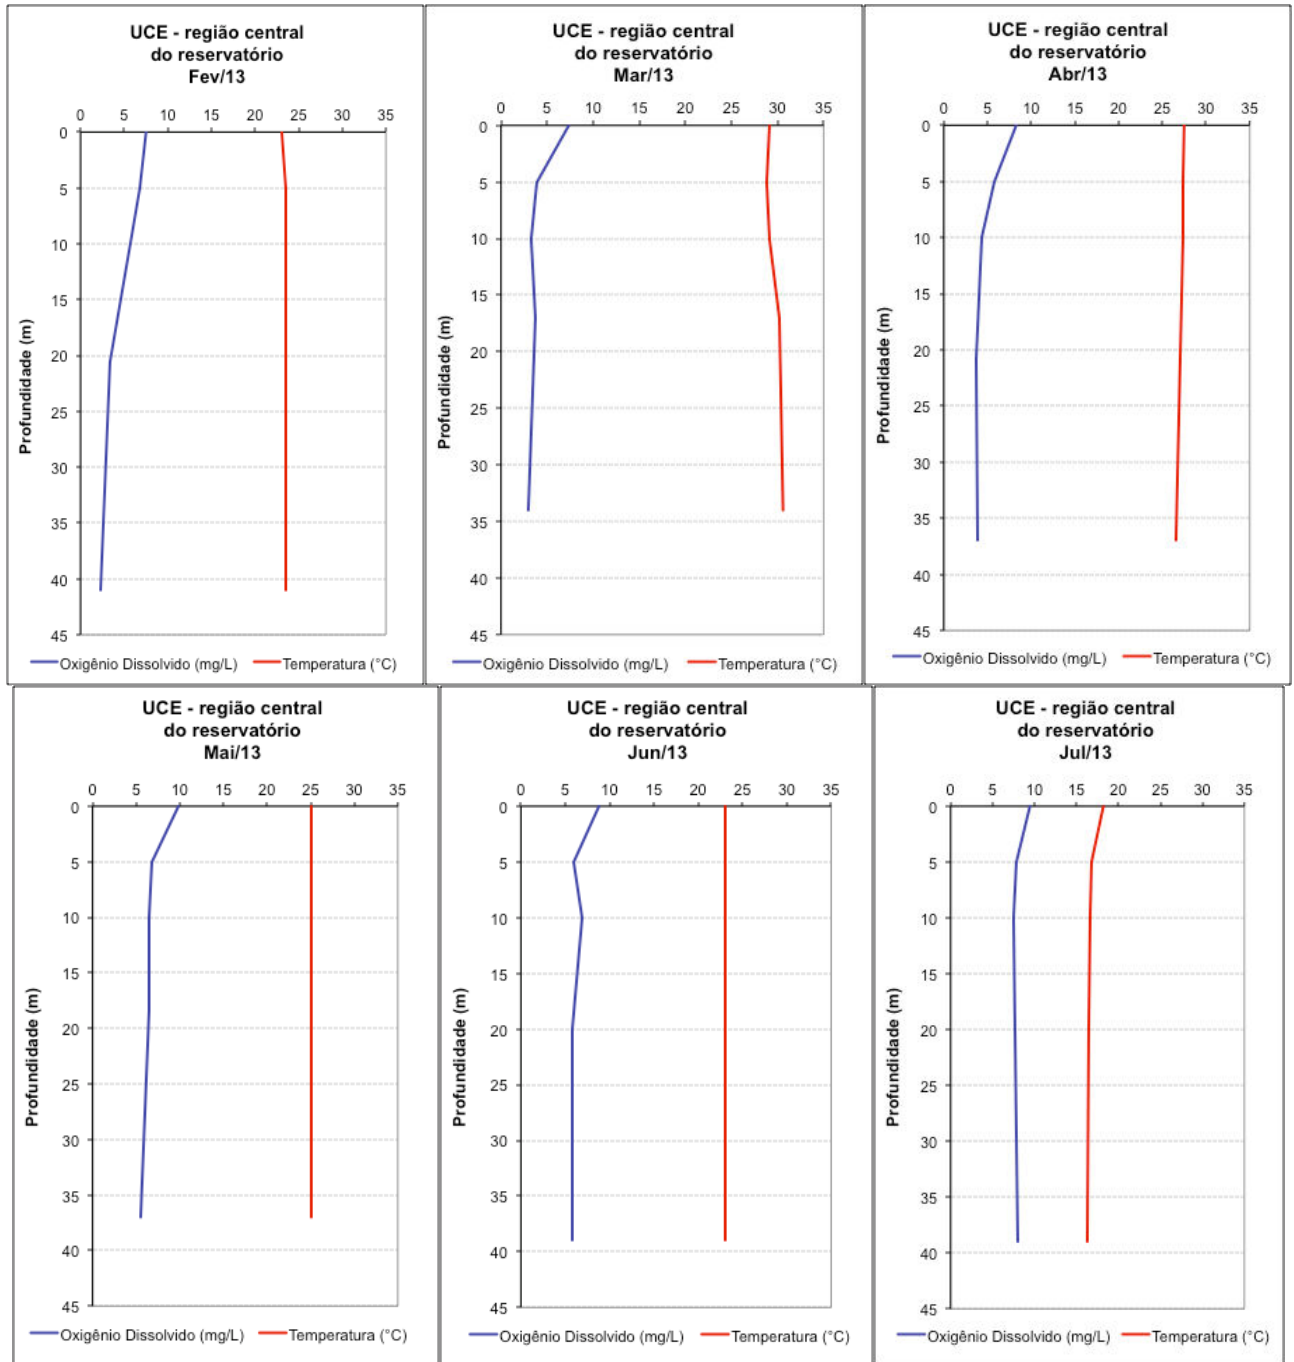 UCE - região central
do reservatório
Fev/13
0 5 10 15 20 25 30 35
0
5
10
15
20
25
30
35
40
45
Profundidade (m)
Oxigênio Dissolvido (mg/L) Temperatura (°C)
UCE - região central
do reservatório
Mar/13
0 5 10 15 20 25 30 35
0
5
10
15
20
25
30
35
40
45
Profundidade (m)
Oxigênio Dissolvido (mg/L) Temperatura (°C)
UCE - região central
do reservatório
Abr/13
0 5 10 15 20 25 30 35
0
5
10
15
20
25
30
35
40
45
Profundidade (m)
Oxigênio Dissolvido (mg/L) Temperatura (°C)
UCE - região central
do reservatório
Mai/13
0 5 10 15 20 25 30 35
0
5
10
15
20
25
30
35
40
45
Profundidade (m)
Oxigênio Dissolvido (mg/L) Temperatura (°C)
UCE - região central
do reservatório
Jun/13
0 5 10 15 20 25 30 35
0
5
10
15
20
25
30
35
40
45
Profundidade (m)
Oxigênio Dissolvido (mg/L) Temperatura (°C)
UCE - região central
do reservatório
Jul/13
0 5 10 15 20 25 30 35
0
5
10
15
20
25
30
35
40
45
Profundidade (m)
Oxigênio Dissolvido (mg/L) Temperatura (°C)